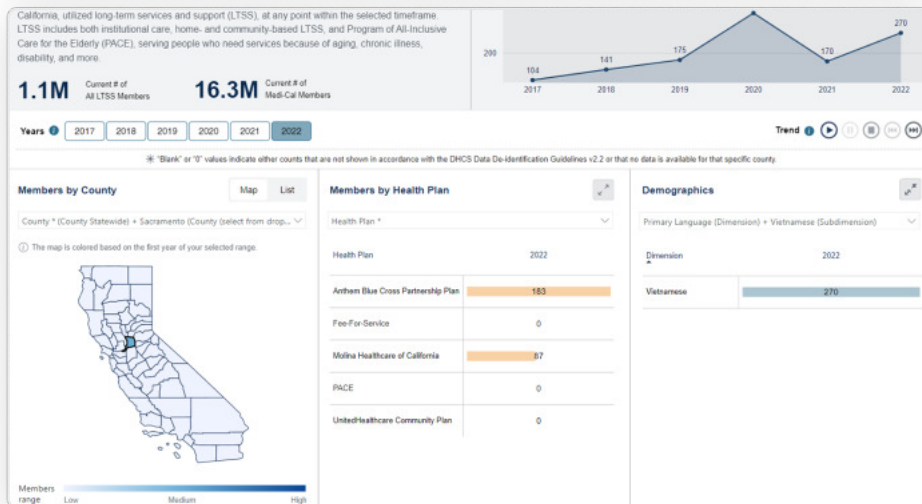 California, utilized long-term services and support (LTSS), at any point within the selected timeframe.
LTSS includes both institutional care, home- and community-based LTSS, and Program of All-Inclusive
Care for the Elderly (PACE), serving people who need services because of aging, chronic illness,
disability, and more.
1.1M
Current # of
All LTSS Members
16.3M
Current # of
Medi-Cal Members
200
104
141
175
178
270
2017
2018
2019
2020
2021
2022
Years
2017
2018
2019
2020
2021
2022
Trend
"Blank" or "0" values indicate either counts that are not shown in accordance with the DHCS Data De-identification Guidelines v2.2 or that no data is available for that specific county.
Members by County
Map
List
County * (County Statewide) + Sacramento (County (select from drop...
The map is colored based on the first year of your selected range.
Members
range
Low
Medium
High
Members by Health Plan
Health Plan *
Health Plan
2022
Anthem Blue Cross Partnership Plan
183
Fee-For-Service
0
Molina Healthcare of California
87
PACE
0
UnitedHealthcare Community Plan
0
Demographics
Primary Language (Dimension) + Vietnamese (Subdimension)
Dimension
2022
Vietnamese
270